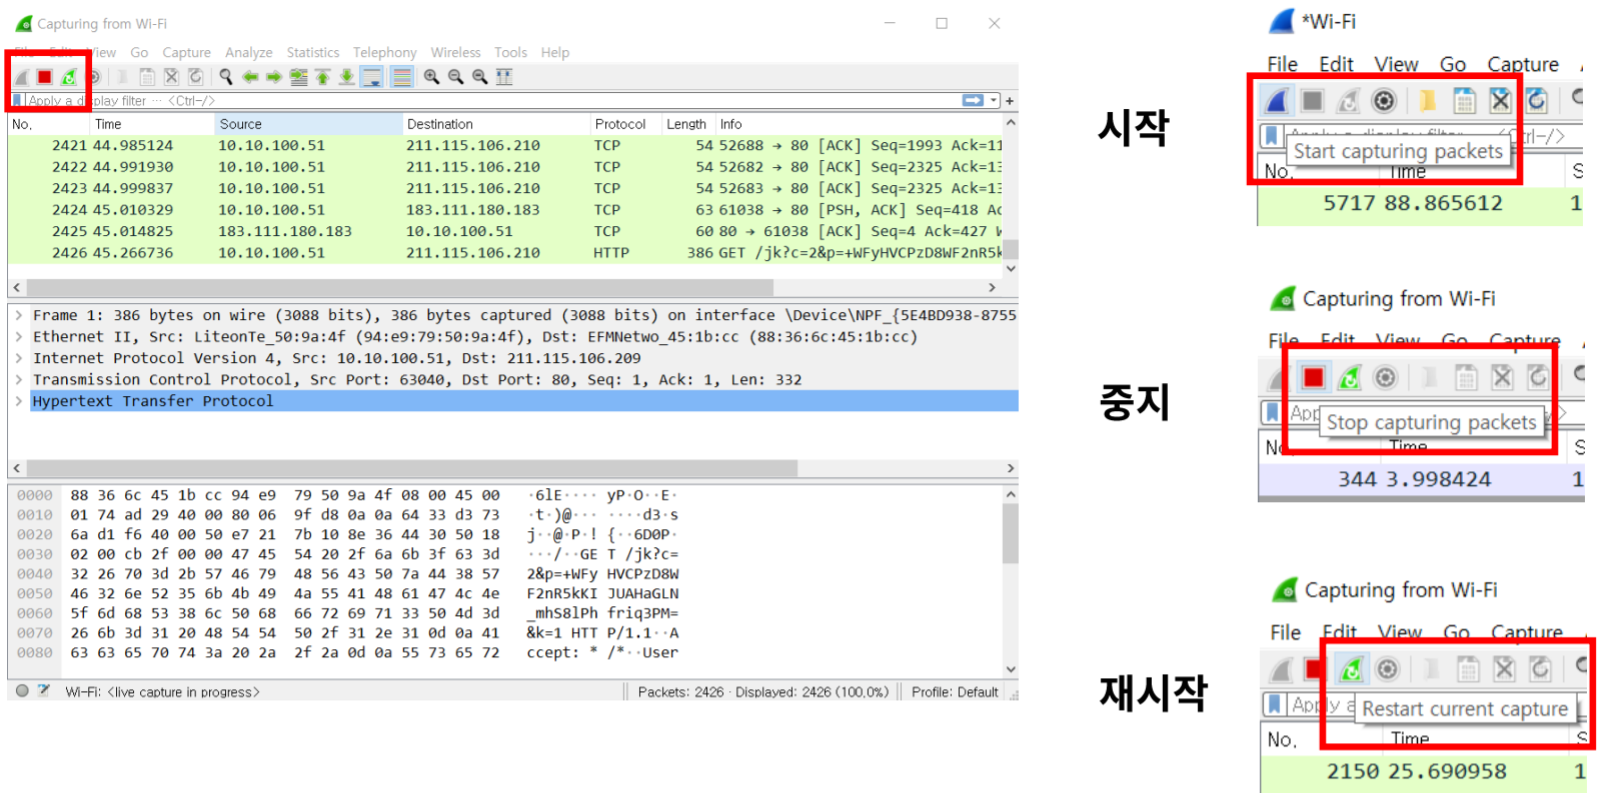 Capturing from Wi-Fi
File Edit View Go Capture Analyze Statistics Telephony Wireless Tools Help
Apply a display filter ··· <Ctrl-/>
No. Time Source Destination Protocol Length Info
2421 44.985124 10.10.100.51 211.115.106.210 TCP 54 52688 → 80 [ACK] Seq=1993 Ack=11
2422 44.991930 10.10.100.51 211.115.106.210 TCP 54 52682 → 80 [ACK] Seq=2325 Ack=13
2423 44.999837 10.10.100.51 211.115.106.210 TCP 54 52683 → 80 [ACK] Seq=2325 Ack=13
2424 45.010329 10.10.100.51 183.111.180.183 TCP 63 61038 → 80 [PSH, ACK] Seq=418 Ac
2425 45.014825 183.111.180.183 10.10.100.51 TCP 60 80 → 61038 [ACK] Seq=4 Ack=427 W
2426 45.266736 10.10.100.51 211.115.106.210 HTTP 386 GET /jk?c=2&p=+WFyHVCPzD8WF2nR5k
Frame 1: 386 bytes on wire (3088 bits), 386 bytes captured (3088 bits) on interface \Device\NPF_{5E4BD938-8755
Ethernet II, Src: LiteonTe_50:9a:4f (94:e9:79:50:9a:4f), Dst: EFMNetwo_45:1b:cc (88:36:6c:45:1b:cc)
Internet Protocol Version 4, Src: 10.10.100.51, Dst: 211.115.106.209
Transmission Control Protocol, Src Port: 63040, Dst Port: 80, Seq: 1, Ack: 1, Len: 332
Hypertext Transfer Protocol
0000 88 36 6c 45 1b cc 94 e9 79 50 9a 4f 08 00 45 00 ·6lE···· yP·O··E·
0010 01 74 ad 29 40 00 80 06 9f d8 0a 0a 64 33 d3 73 ·t·)@··· ····d3·s
0020 6a d1 f6 40 00 50 e7 21 7b 10 8e 36 44 30 50 18 j··@·P·! {··6D0P·
0030 02 00 cb 2f 00 00 47 45 54 20 2f 6a 6b 3f 63 3d ···/··GE T /jk?c=
0040 32 26 70 3d 2b 57 46 79 48 56 43 50 7a 44 38 57 2&p=+WFy HVCPzD8W
0050 46 32 6e 52 35 6b 4b 49 4a 55 41 48 61 47 4c 4e F2nR5kKI JUAHaGLN
0060 5f 6d 68 53 38 6c 50 68 66 72 69 71 33 50 4d 3d _mhS8lPh friq3PM=
0070 26 6b 3d 31 20 48 54 54 50 2f 31 2e 31 0d 0a 41 &k=1 HTT P/1.1··A
0080 63 63 65 70 74 3a 20 2a 2f 2a 0d 0a 55 73 65 72 ccept: * /*··User
Wi-Fi: <live capture in progress> Packets: 2426 · Displayed: 2426 (100,0%) Profile: Default
시작
*Wi-Fi
File Edit View Go Capture
Apply a display filter ··· <Ctrl-/>
Start capturing packets
No. Time S
5717 88.865612 1
중지
Capturing from Wi-Fi
File Edit View Go Capture
App
Stop capturing packets
No. Time S
344 3.998424 1
재시작
Capturing from Wi-Fi
File Edit View Go Capture
Apply a
Restart current capture
No. Time S
2150 25.690958 1